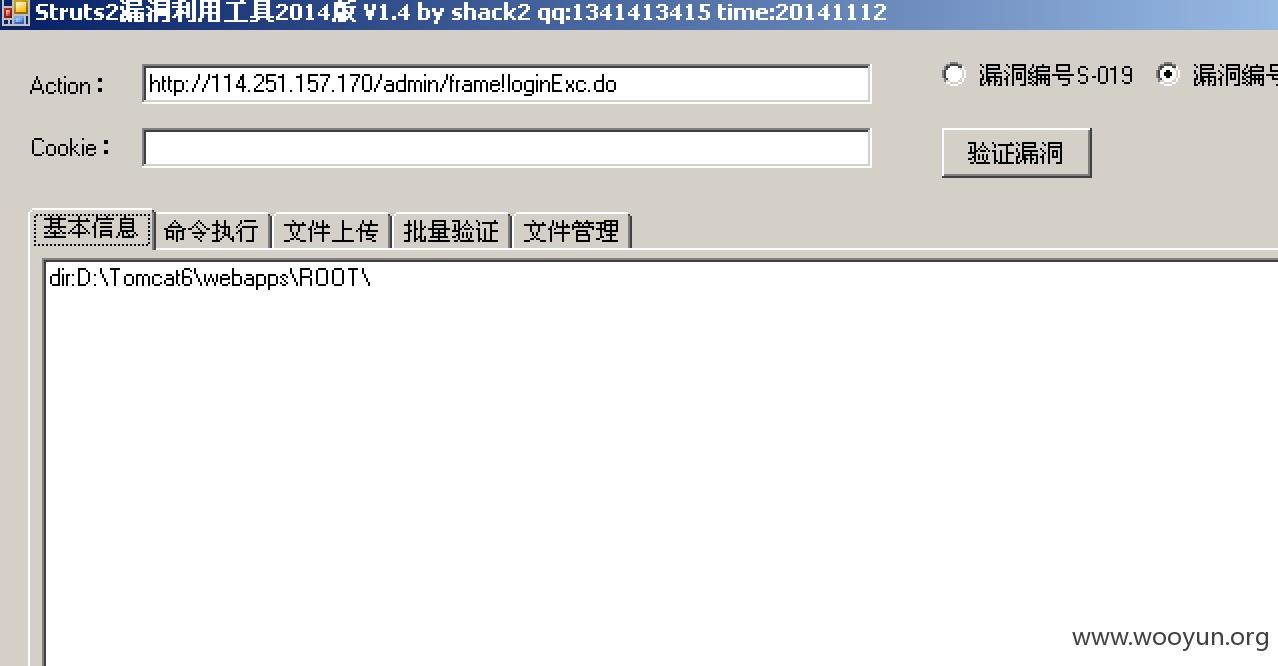 Struts2漏洞利用工具2014版 V1.4 by shack2 qq:1341413415 time:20141112
Action: http://114.251.157.170/admin/framelloginExc.do 漏洞编号S-019 漏洞编号
Cookie: 验证漏洞
基本信息 命令执行 文件上传 批量验证 文件管理
dir:D:\Tomcat6\webapps\ROOT\
www.wooyun.org